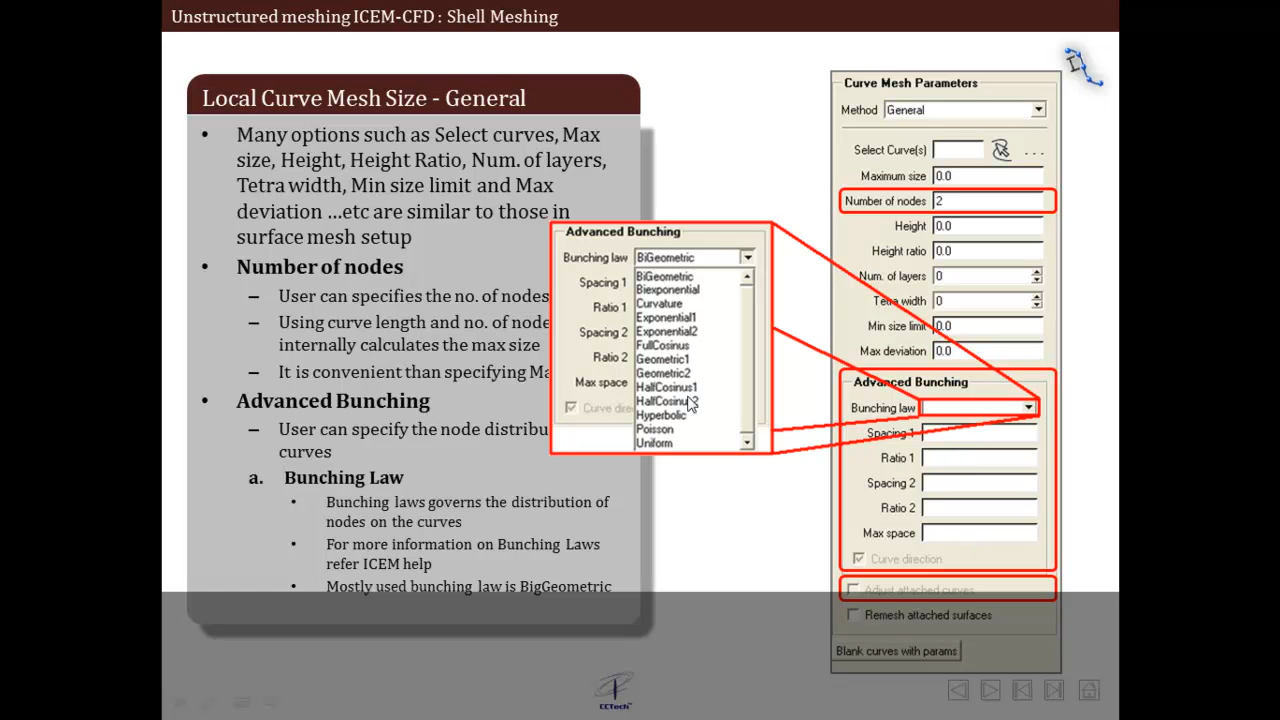 Unstructured meshing ICEM-CFD : Shell Meshing
Local Curve Mesh Size - General
• Many options such as Select curves, Max
size, Height, Height Ratio, Num. of layers,
Tetra width, Min size limit and Max
deviation ...etc are similar to those in
surface mesh setup
• Number of nodes
– User can specifies the no. of nodes
– Using curve length and no. of node
internally calculates the max size
– It is convenient than specifying Ma
• Advanced Bunching
– User can specify the node distribu
curves
a. Bunching Law
• Bunching laws governs the distribution of
nodes on the curves
• For more information on Bunching Laws
refer ICEM help
• Mostly used bunching law is BigGeometric
Advanced Bunching
Bunching law BiGeometric
Spacing 1
Ratio 1
Spacing 2
Ratio 2
Max space
Curve dire
BiGeometric
Biexponential
Curvature
Exponential1
Exponential2
FullCosinus
Geometric1
Geometric2
HalfCosinus1
HalfCosinus2
Hyperbolic
Poisson
Uniform
Curve Mesh Parameters
Method General
Select Curve(s) ...
Maximum size 0.0
Number of nodes 2
Height 0.0
Height ratio 0.0
Num. of layers 0
Tetra width 0
Min size limit 0.0
Max deviation 0.0
Advanced Bunching
Bunching law
Spacing 1
Ratio 1
Spacing 2
Ratio 2
Max space
Curve direction
Adjust attached curves
Remesh attached surfaces
Blank curves with params
CCTech™